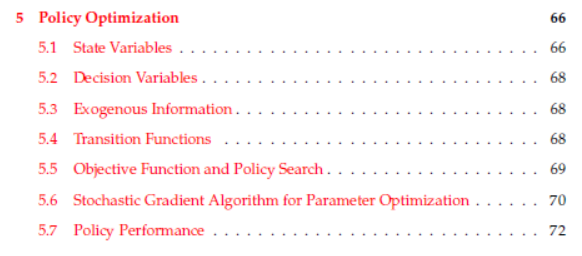 5 Policy Optimization 66
5.1 State Variables . . . . . . . . . . . . . . . . . . . . . . . . . . . . . . . . . 66
5.2 Decision Variables . . . . . . . . . . . . . . . . . . . . . . . . . . . . . . . 68
5.3 Exogenous Information . . . . . . . . . . . . . . . . . . . . . . . . . . . . 68
5.4 Transition Functions . . . . . . . . . . . . . . . . . . . . . . . . . . . . . 68
5.5 Objective Function and Policy Search . . . . . . . . . . . . . . . . . . . . 69
5.6 Stochastic Gradient Algorithm for Parameter Optimization . . . . . . 70
5.7 Policy Performance . . . . . . . . . . . . . . . . . . . . . . . . . . . . . . 72